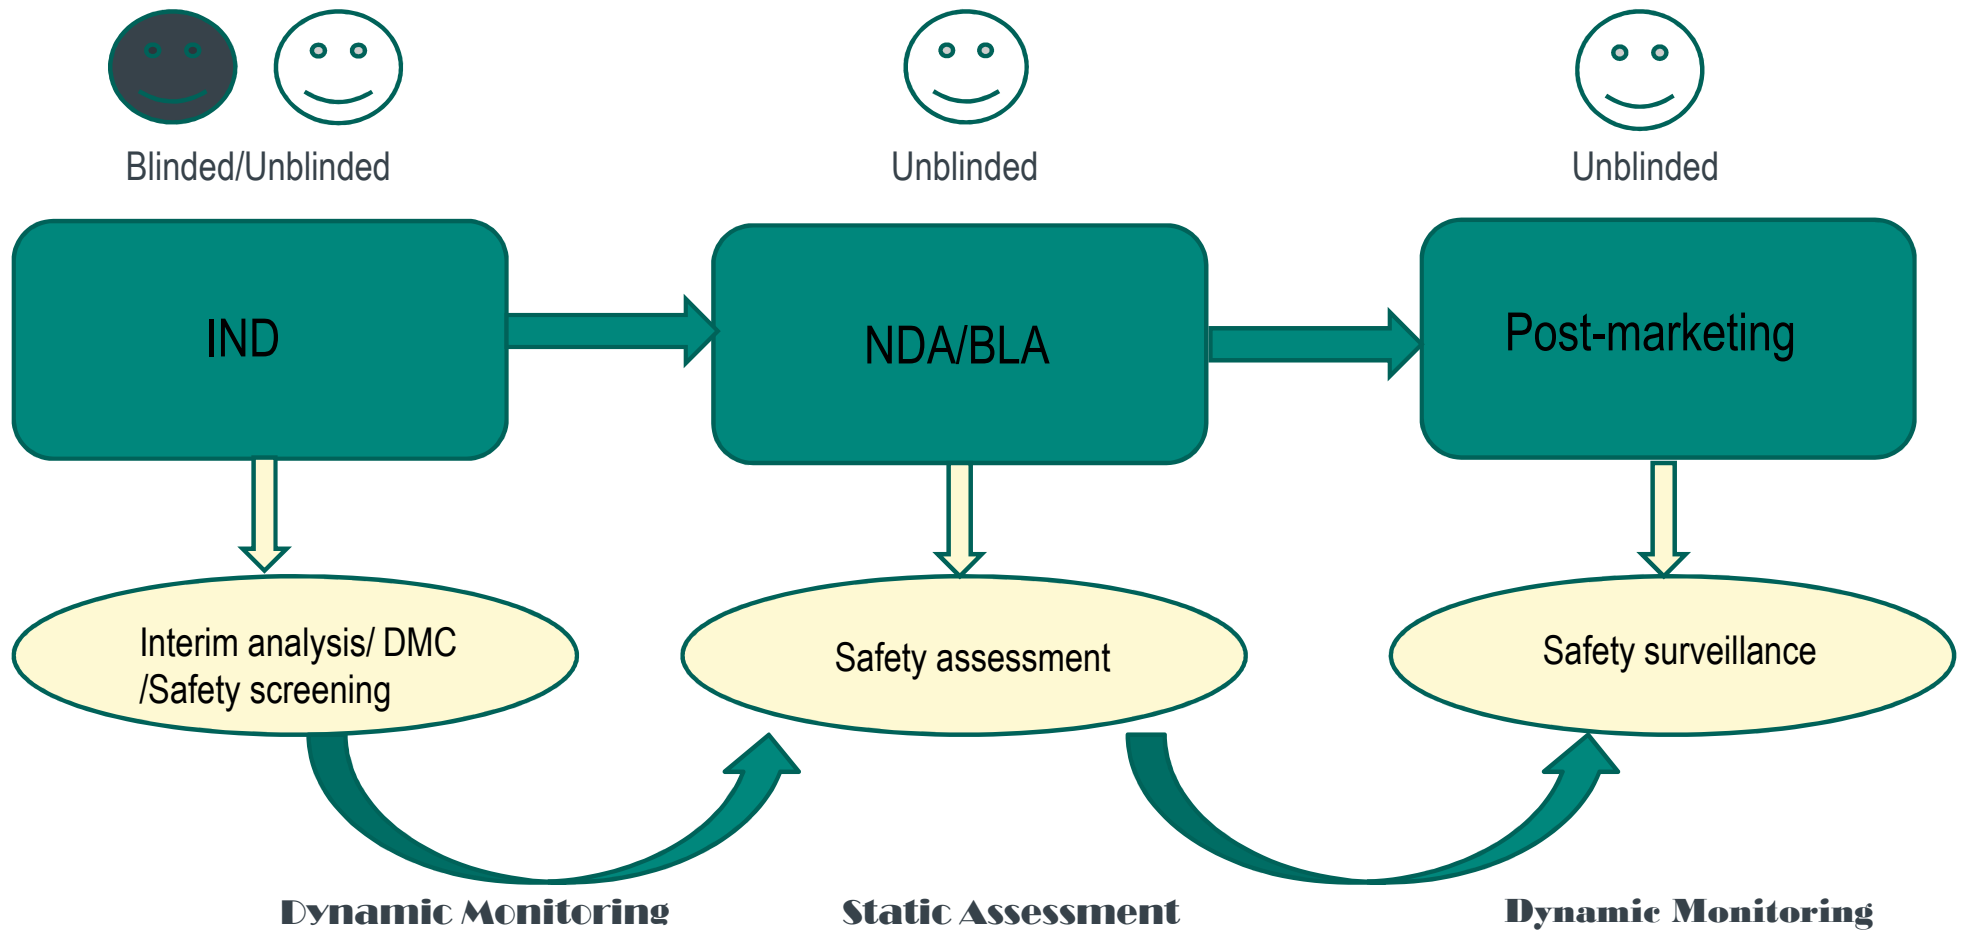 Blinded/Unblinded
Unblinded
Unblinded
IND
NDA/BLA
Post-marketing
Interim analysis/ DMC
/Safety screening
Safety assessment
Safety surveillance
Dynamic Monitoring
Static Assessment
Dynamic Monitoring